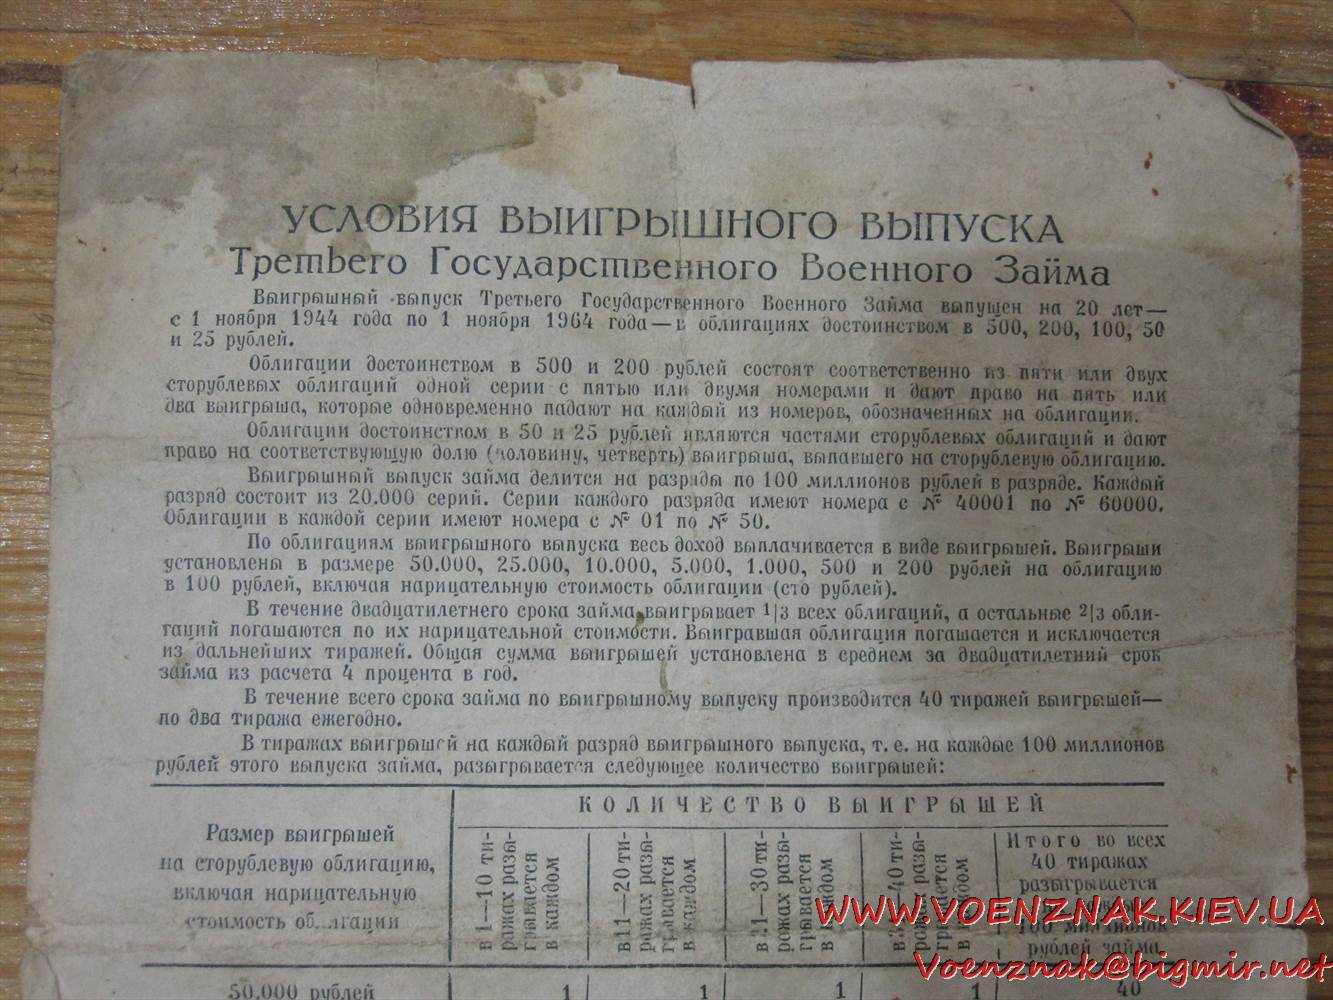 УСЛОВИЯ ВЫИГРЫШНОГО ВЫПУСКА
Третьего Государственного Военного Займа
Выигрышный выпуск Третьего Государственного Военного Займа выпущен на 20 лет—
с 1 ноября 1944 года по 1 ноября 1964 года—в облигациях достоинством в 500, 200, 100, 50
и 25 рублей.
Облигации достоинством в 500 и 200 рублей состоят соответственно из пяти или двух
сторублевых облигаций одной серии с пятью или двумя номерами и дают право на пять или
два выигрыша, которые одновременно падают на каждый из номеров, обозначенных на облигации.
Облигации достоинством в 50 и 25 рублей являются частями сторублевых облигаций и дают
право на соответствующую долю (половину, четверть) выигрыша, выпавшего на сторублевую облигацию.
Выигрышный выпуск займа делится на разряды по 100 миллионов рублей в разряде. Каждый
разряд состоит из 20.000 серий. Серии каждого разряда имеют номера с № 40001 по № 60000.
Облигации в каждой серии имеют номера с № 01 по № 50.
По облигациям выигрышного выпуска весь доход выплачивается в виде выигрышей. Выигрыши
установлены в размере 50.000, 25.000, 10.000, 5.000, 1.000, 500 и 200 рублей на облигацию
в 100 рублей, включая нарицательную стоимость облигации (сто рублей).
В течение двадцатилетнего срока займа выигрывает 1/3 всех облигаций, а остальные 2/3 обли-
гаций погашаются по их нарицательной стоимости. Выигравшая облигация погашается и исключается
из дальнейших тиражей. Общая сумма выигрышей установлена в среднем за двадцатилетний срок
займа из расчета 4 процента в год.
В течение всего срока займа по выигрышному выпуску производится 40 тиражей выигрышей—
по два тиража ежегодно.
В тиражах выигрышей на каждый разряд выигрышного выпуска, т. е. на каждые 100 миллионов
рублей этого выпуска займа, разыгрывается следующее количество выигрышей:
Размер выигрышей
на сторублевую облигацию,
включая нарицательную
стоимость облигации
КОЛИЧЕСТВО ВЫИГРЫШЕЙ
в 1—10 ти-
ражах разы-
грывается
в каждом
в 11—20 ти-
ражах разы-
грывается
в каждом
в 21—30 ти-
ражах разы-
грывается
в каждом
в 31—40 ти-
ражах разы-
грывается
в каждом
Итого во всех
40 тиражах
разыгрывается
100 миллионов
рублей займа
50.000 рублей 1 1 1 1 40
WWW.VOENZNAK.KIEV.UA
Voenznak@bigmir.net